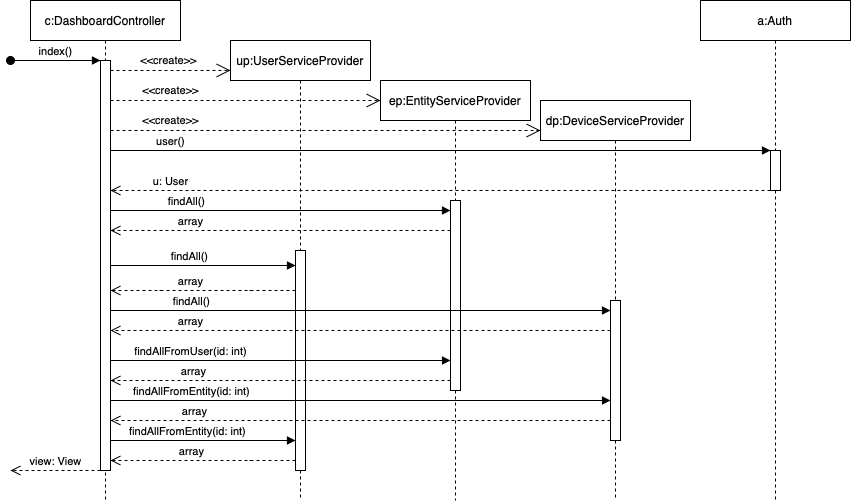 c:DashboardController
a:Auth
index()
<<create>>
up:UserServiceProvider
<<create>>
ep:EntityServiceProvider
<<create>>
dp:DeviceServiceProvider
user()
u: User
findAll()
array
findAll()
array
findAll()
array
findAllFromUser(id: int)
array
findAllFromEntity(id: int)
array
findAllFromEntity(id: int)
array
view: View